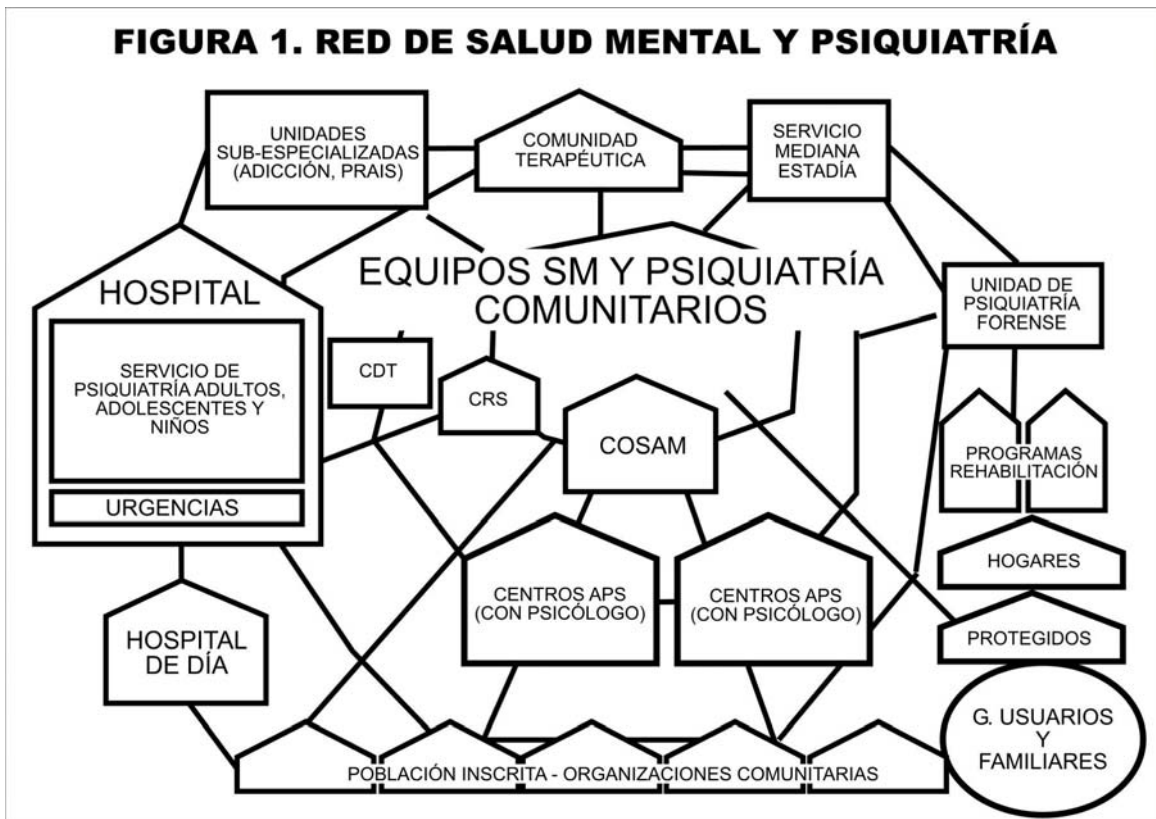 FIGURA 1. RED DE SALUD MENTAL Y PSIQUIATRÍA
UNIDADES
SUB-ESPECIALIZADAS
(ADICCIÓN, PRAIS)
COMUNIDAD
TERAPÉUTICA
SERVICIO
MEDIANA
ESTADÍA
EQUIPOS SM Y PSIQUIATRÍA
COMUNITARIOS
HOSPITAL
SERVICIO DE
PSIQUIATRÍA ADULTOS,
ADOLESCENTES Y
NIÑOS
URGENCIAS
UNIDAD DE
PSIQUIATRÍA
FORENSE
CDT
CRS
COSAM
PROGRAMAS
REHABILITACIÓN
HOGARES
CENTROS APS
(CON PSICÓLOGO)
CENTROS APS
(CON PSICÓLOGO)
PROTEGIDOS
HOSPITAL
DE DÍA
G. USUARIOS
Y
FAMILIARES
POBLACIÓN INSCRITA - ORGANIZACIONES COMUNITARIAS